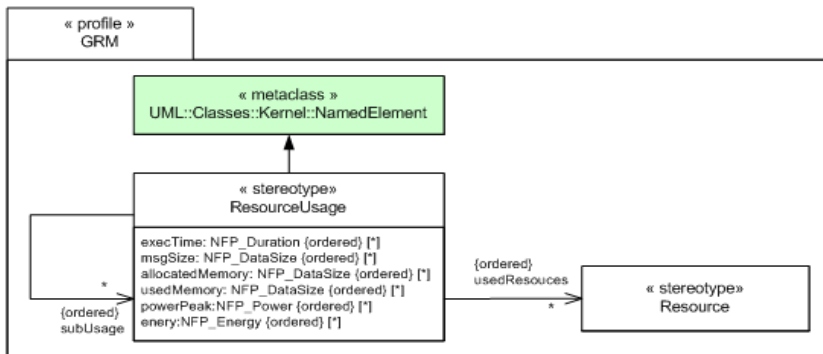 « profile »
GRM
« metaclass »
UML::Classes::Kernel::NamedElement
« stereotype»
ResourceUsage
execTime: NFP_Duration {ordered} [*]
msgSize: NFP_DataSize {ordered} [*]
allocatedMemory: NFP_DataSize {ordered} [*]
usedMemory: NFP_DataSize {ordered} [*]
powerPeak:NFP_Power {ordered} [*]
enery:NFP_Energy {ordered} [*]
*
{ordered}
subUsage
{ordered}
usedResouces
*
« stereotype»
Resource